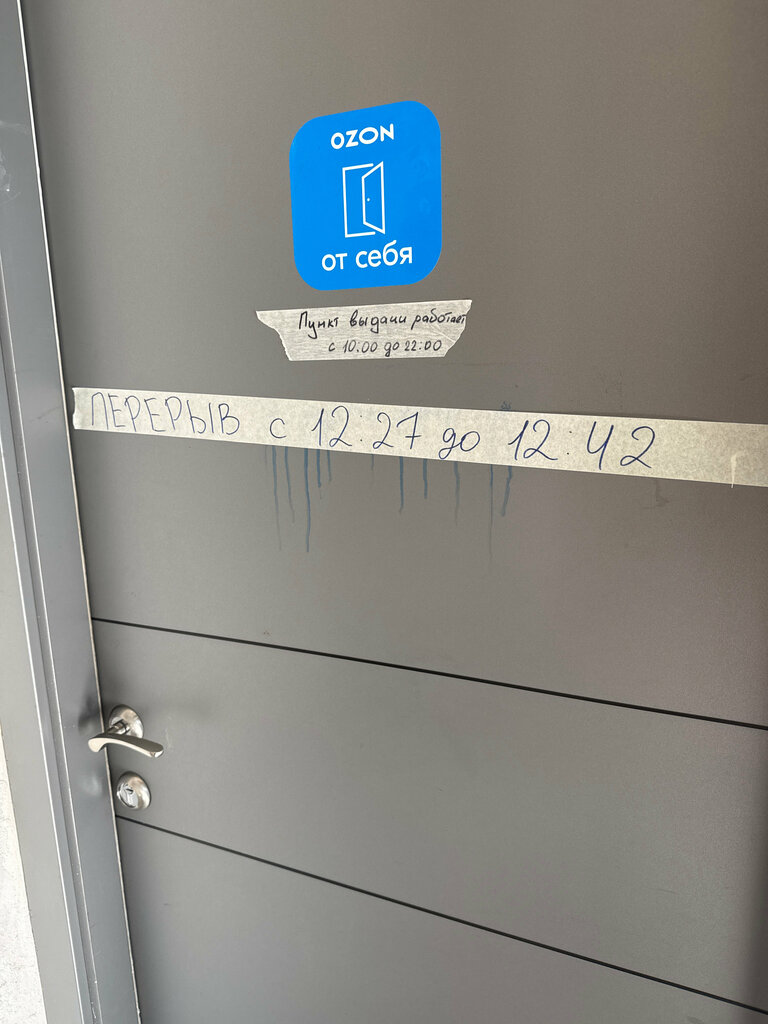 OZON
от себя
Пункт выдачи работает
с 10.00 до 22:00
ПЕРЕРЫВ с 12:27 до 12:42